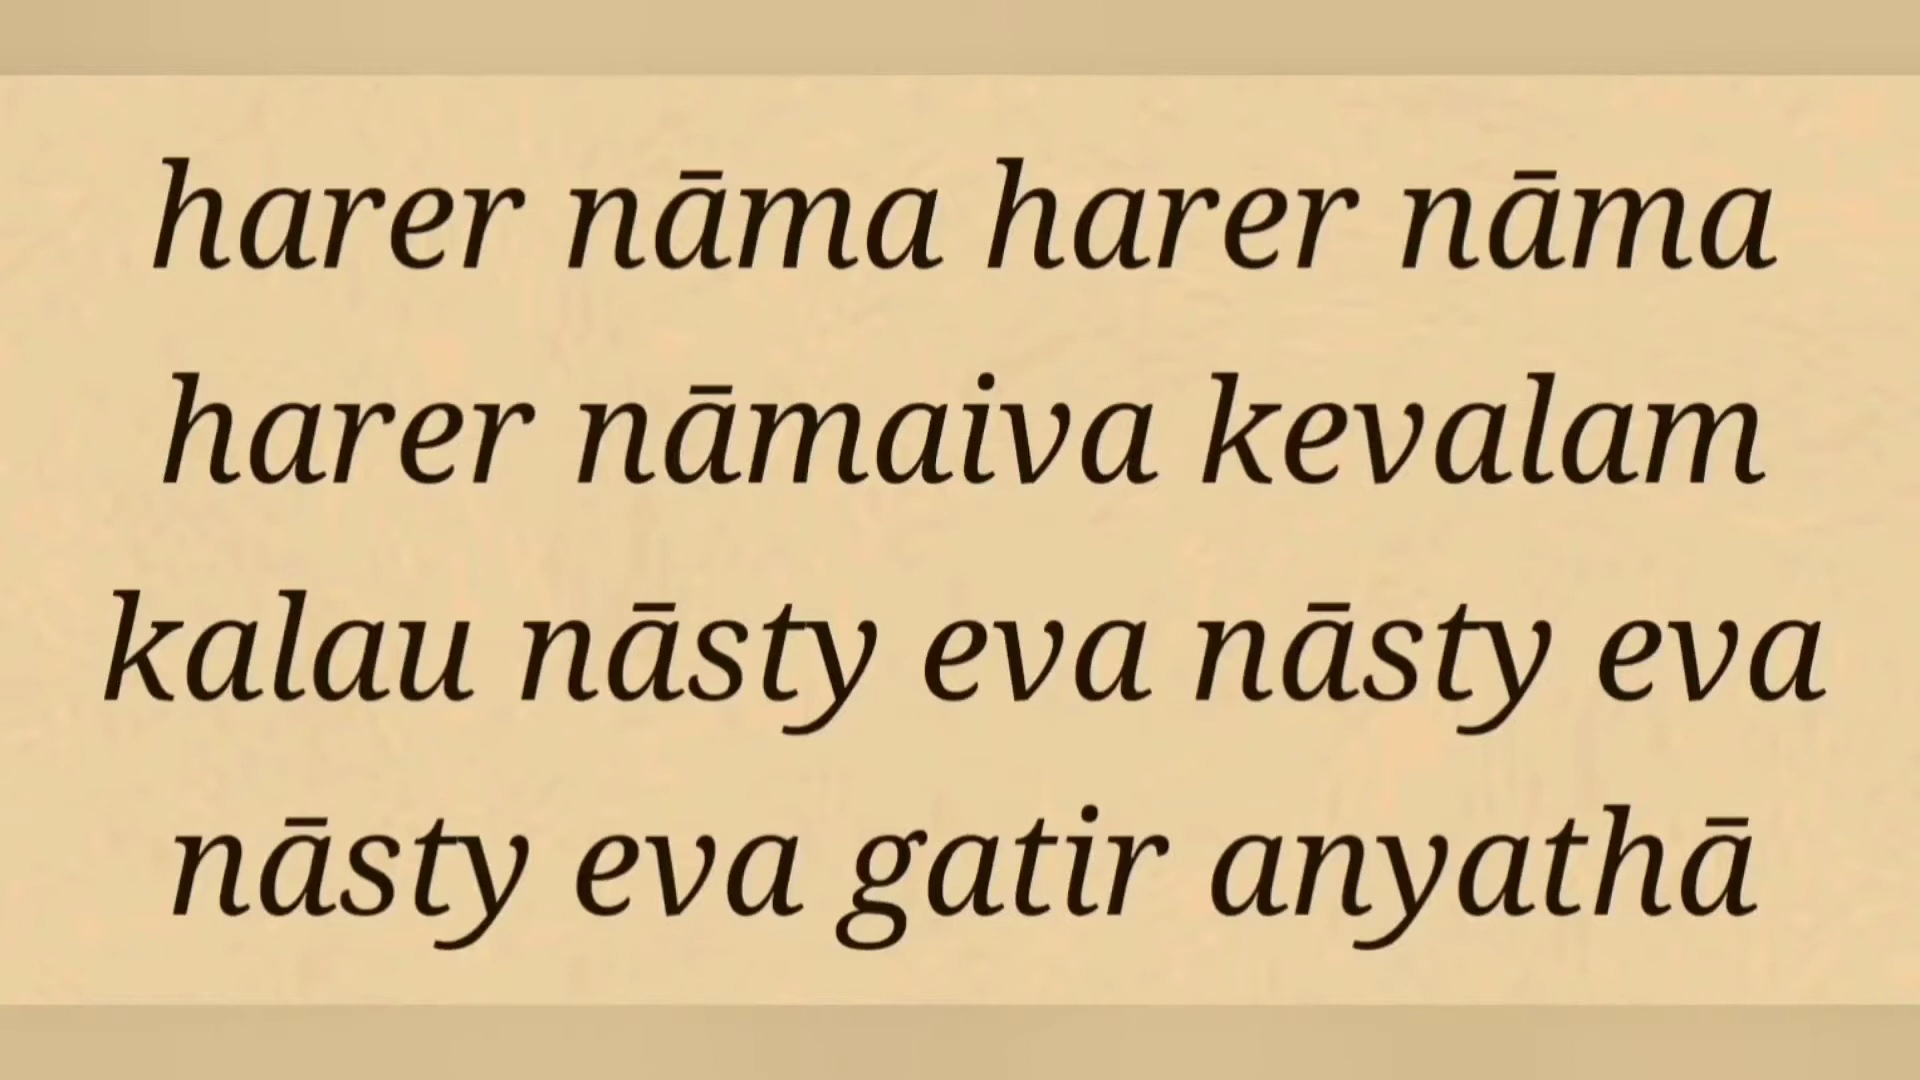 harer nāma harer nāma
harer nāmaiva kevalam
kalau nāsty eva nāsty eva
nāsty eva gatir anyathā